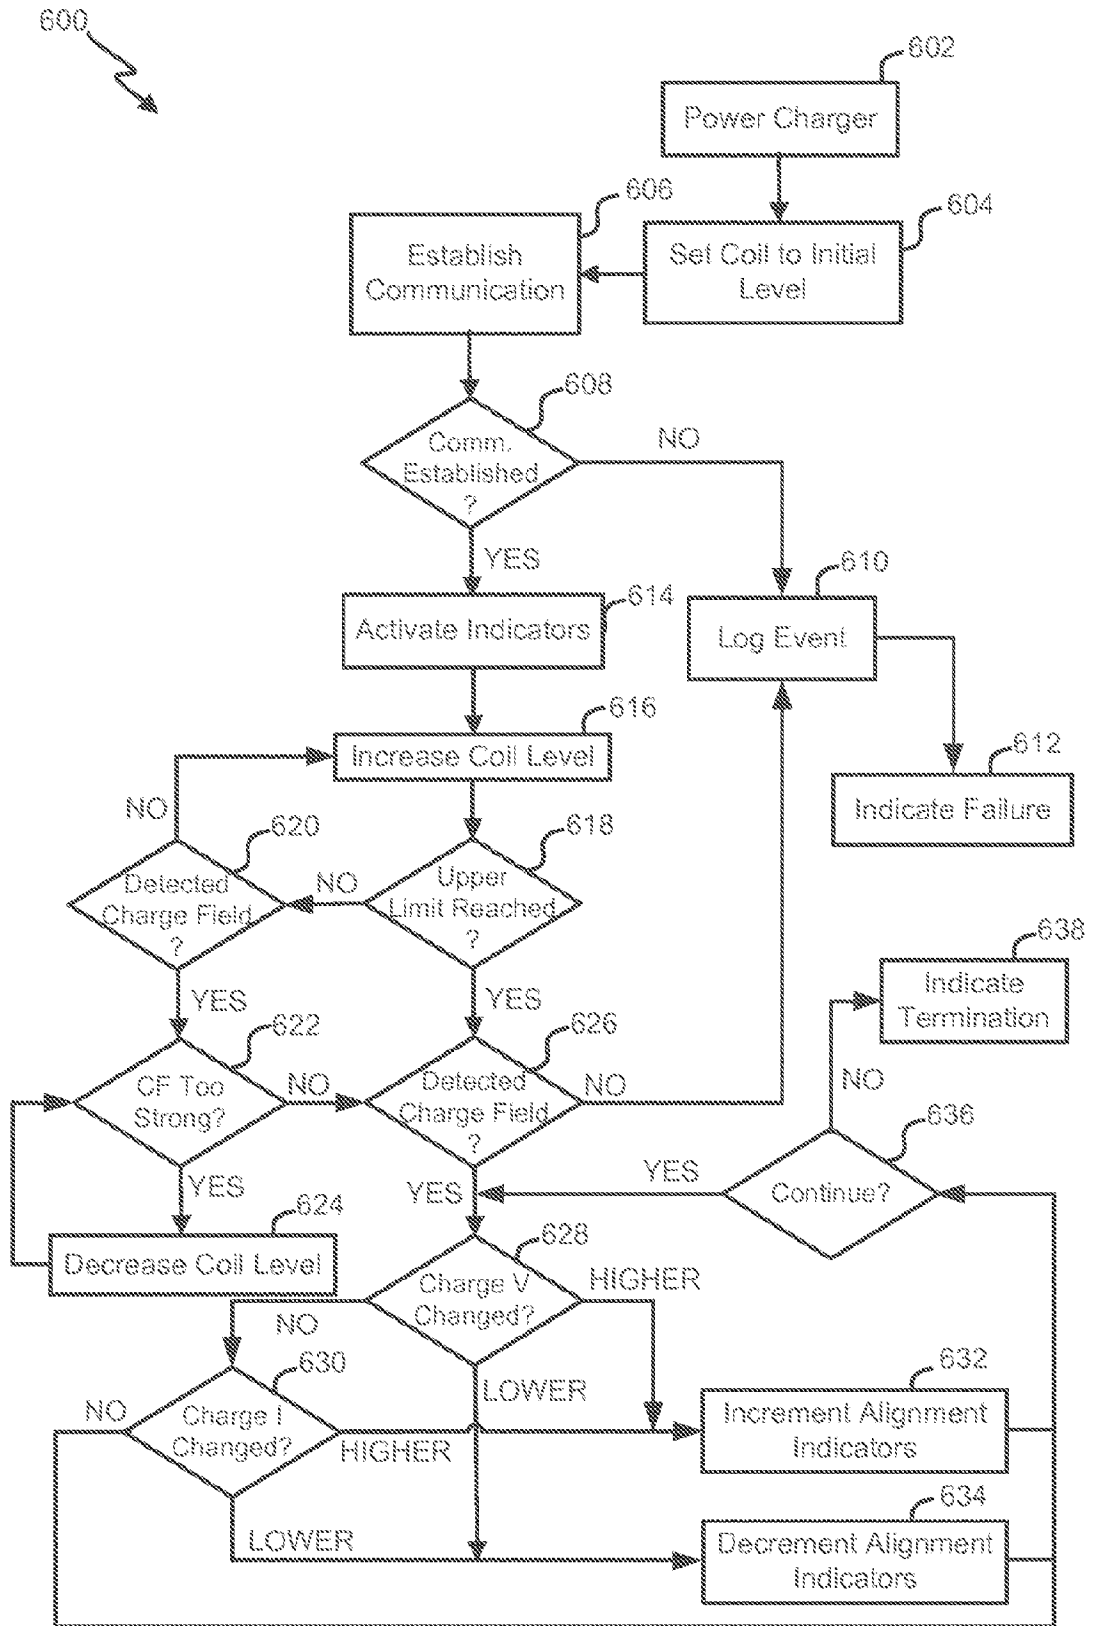 600
602
Power Charger
606
604
Establish
Communication
Set Coil to Initial
Level
608
Comm.
Established
?
NO
YES
610
614
Activate Indicators
Log Event
616
Increase Coil Level
612
Indicate Failure
NO
620
618
Detected
Charge Field
?
NO
Upper
Limit Reached
?
638
Indicate
Termination
YES
YES
622
626
CF Too
Strong?
NO
Detected
Charge Field
?
NO
NO
636
YES
YES
YES
Continue?
624
Decrease Coil Level
628
Charge V
Changed?
HIGHER
NO
630
LOWER
632
NO
Charge I
Changed?
HIGHER
Increment Alignment
Indicators
634
LOWER
Decrement Alignment
Indicators